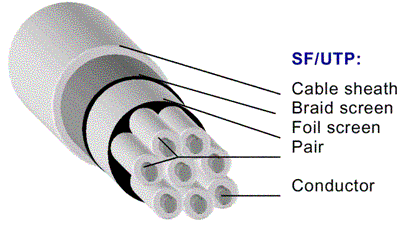 SF/UTP:
Cable sheath
Braid screen
Foil screen
Pair
Conductor